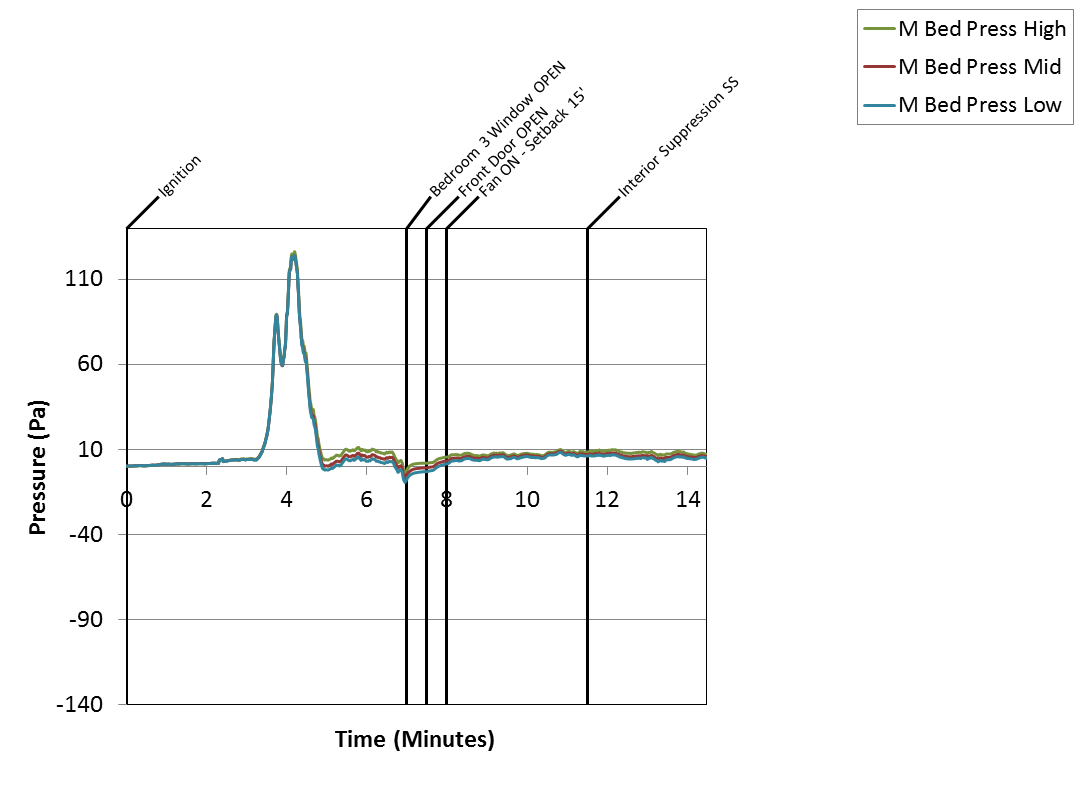 M Bed Press High
M Bed Press Mid
M Bed Press Low
Ignition
Bedroom 3 Window OPEN
Front Door OPEN
Fan ON - Setback 15'
Interior Suppression SS
Pressure (Pa)
110
60
10
-40
-90
-140
0 2 4 6 8 10 12 14
Time (Minutes)